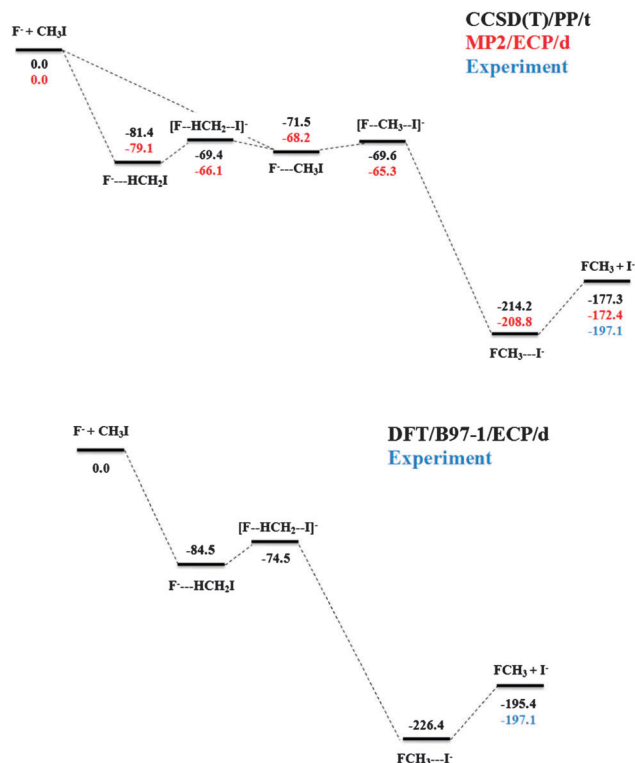 CCSD(T)/PP/t
MP2/ECP/d
Experiment
F⁻ + CH₃I
0.0
0.0
-81.4
-79.1
F⁻---HCH₂I
[F--HCH₂--I]⁻
-69.4
-66.1
-71.5
-68.2
F⁻---CH₃I
[F--CH₃--I]⁻
-69.6
-65.3
-214.2
-208.8
FCH₃---I⁻
FCH₃ + I⁻
-177.3
-172.4
-197.1
DFT/B97-1/ECP/d
Experiment
F⁻ + CH₃I
0.0
-84.5
F⁻---HCH₂I
[F--HCH₂--I]⁻
-74.5
-226.4
FCH₃---I⁻
FCH₃ + I⁻
-195.4
-197.1